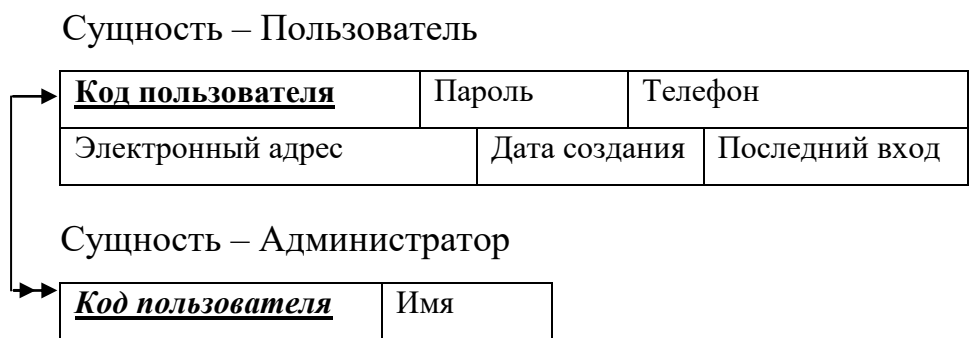 Сущность – Пользователь
Код пользователя Пароль Телефон
Электронный адрес Дата создания Последний вход
Сущность – Администратор
Код пользователя Имя